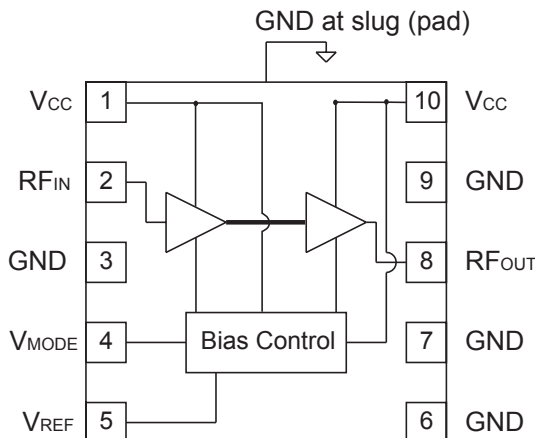 GND at slug (pad)
VCC 1 10 VCC
RFIN 2 9 GND
GND 3 8 RFOUT
VMODE 4 Bias Control 7 GND
VREF 5 6 GND